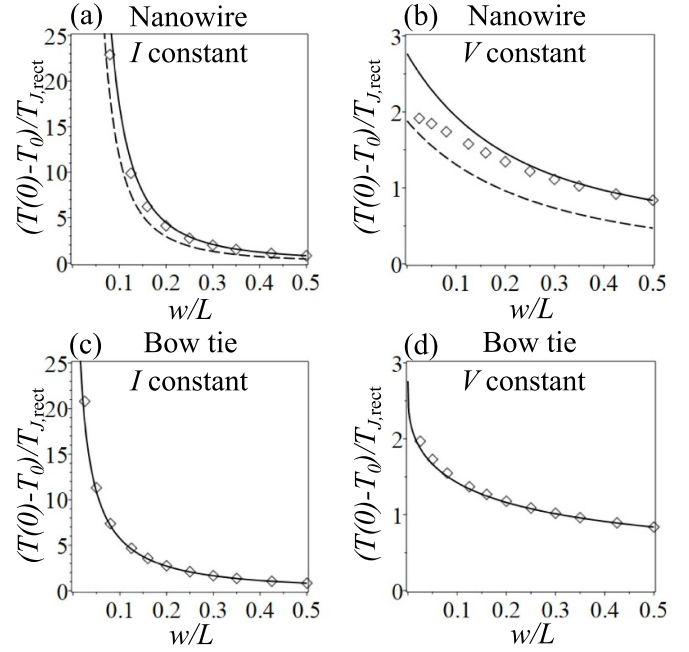 (a) Nanowire
I constant
25
20
15
10
5
0
0.1 0.2 0.3 0.4 0.5
w/L
(T(0)-T0)/TJ,rect
(b) Nanowire
V constant
3
2
1
0
0.1 0.2 0.3 0.4 0.5
w/L
(T(0)-T0)/TJ,rect
(c) Bow tie
I constant
25
20
15
10
5
0
0.1 0.2 0.3 0.4 0.5
w/L
(T(0)-T0)/TJ,rect
(d) Bow tie
V constant
3
2
1
0
0.1 0.2 0.3 0.4 0.5
w/L
(T(0)-T0)/TJ,rect